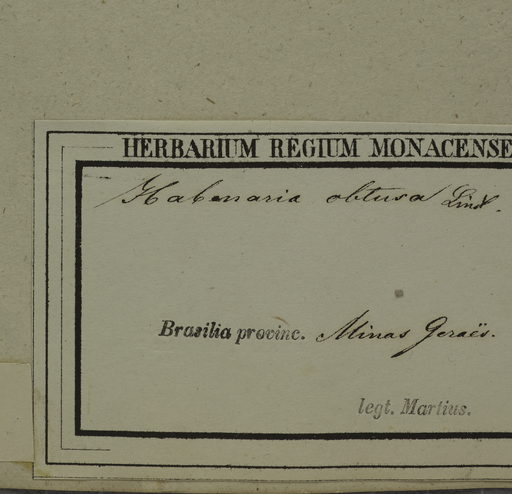 HERBARIUM REGIUM MONACENSE
Habenaria obtusa Lindl.
Brasilia provinc. Minas Geraës.
legt. Martius.